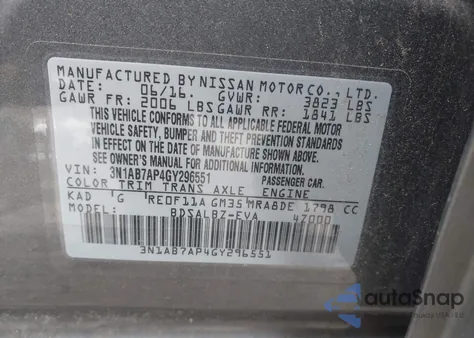 MANUFACTURED BY NISSAN MOTOR CO., LTD.
DATE: 06/16. GVWR: 3823 LBS
GAWR FR: 2006 LBS GAWR RR: 1841 LBS
THIS VEHICLE CONFORMS TO ALL APPLICABLE FEDERAL MOTOR
VEHICLE SAFETY, BUMPER AND THEFT PREVENTION STANDARDS
IN EFFECT ON THE DATE OF MANUFACTURE SHOWN ABOVE.
SEE OWNER'S MANUAL FOR ADDITIONAL INFORMATION.
VIN: 3N1AB7AP4GY296551 PASSENGER CAR.
COLOR TRIM TRANS AXLE ENGINE
KAD G RE0F11A GM35 MRA8DE 1798 CC
MODEL: BDSALBZ-EVA 42000
3N1AB7AP4GY296551
autoSnap